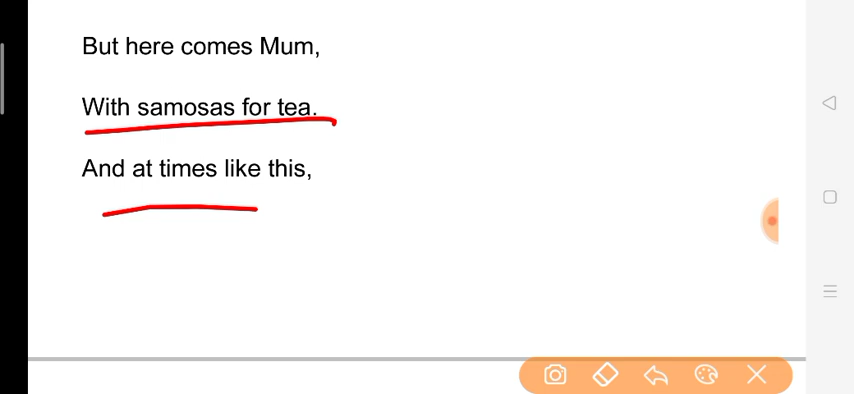 But here comes Mum,
With samosas for tea.
And at times like this,